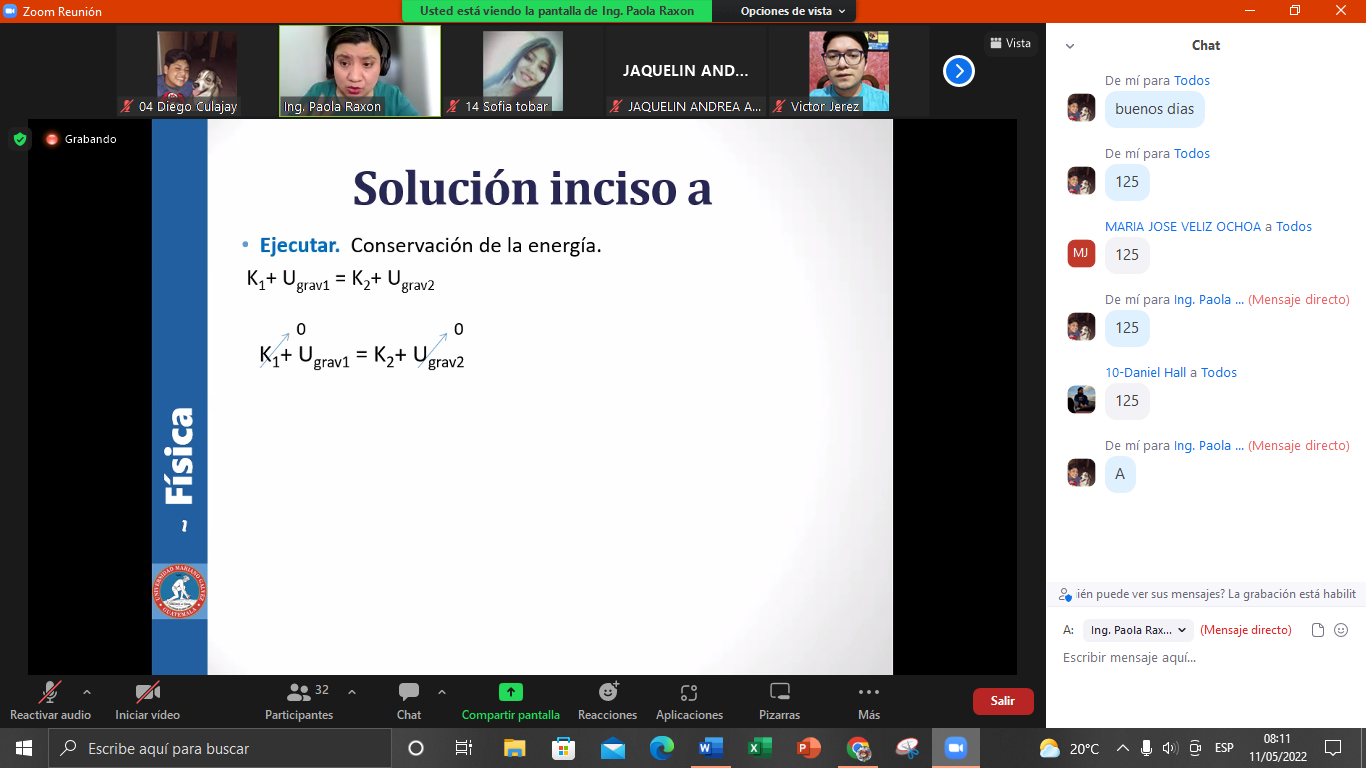 Zoom Reunión
Usted está viendo la pantalla de Ing. Paola Raxon
Opciones de vista
04 Diego Culajay
Ing. Paola Raxon
14 Sofia tobar
JAQUELIN AND...
JAQUELIN ANDREA A...
Victor Jerez
Vista
Grabando
Solución inciso a
• Ejecutar. Conservación de la energía.
K1+ Ugrav1 = K2+ Ugrav2
0 0
K1+ Ugrav1 = K2+ Ugrav2
~ Física
UNIVERSIDAD MARIANO GALVEZ
GUATEMALA
Chat
De mí para Todos
buenos dias
De mí para Todos
125
MARIA JOSE VELIZ OCHOA a Todos
MJ
125
De mí para Ing. Paola ... (Mensaje directo)
125
10-Daniel Hall a Todos
125
De mí para Ing. Paola ... (Mensaje directo)
A
ién puede ver sus mensajes? La grabación está habilit
A: Ing. Paola Rax... (Mensaje directo)
Escribir mensaje aquí...
Reactivar audio
Iniciar vídeo
32
Participantes
Chat
Compartir pantalla
Reacciones
Aplicaciones
Pizarras
Más
Salir
Escribe aquí para buscar
20°C
ESP
08:11
11/05/2022